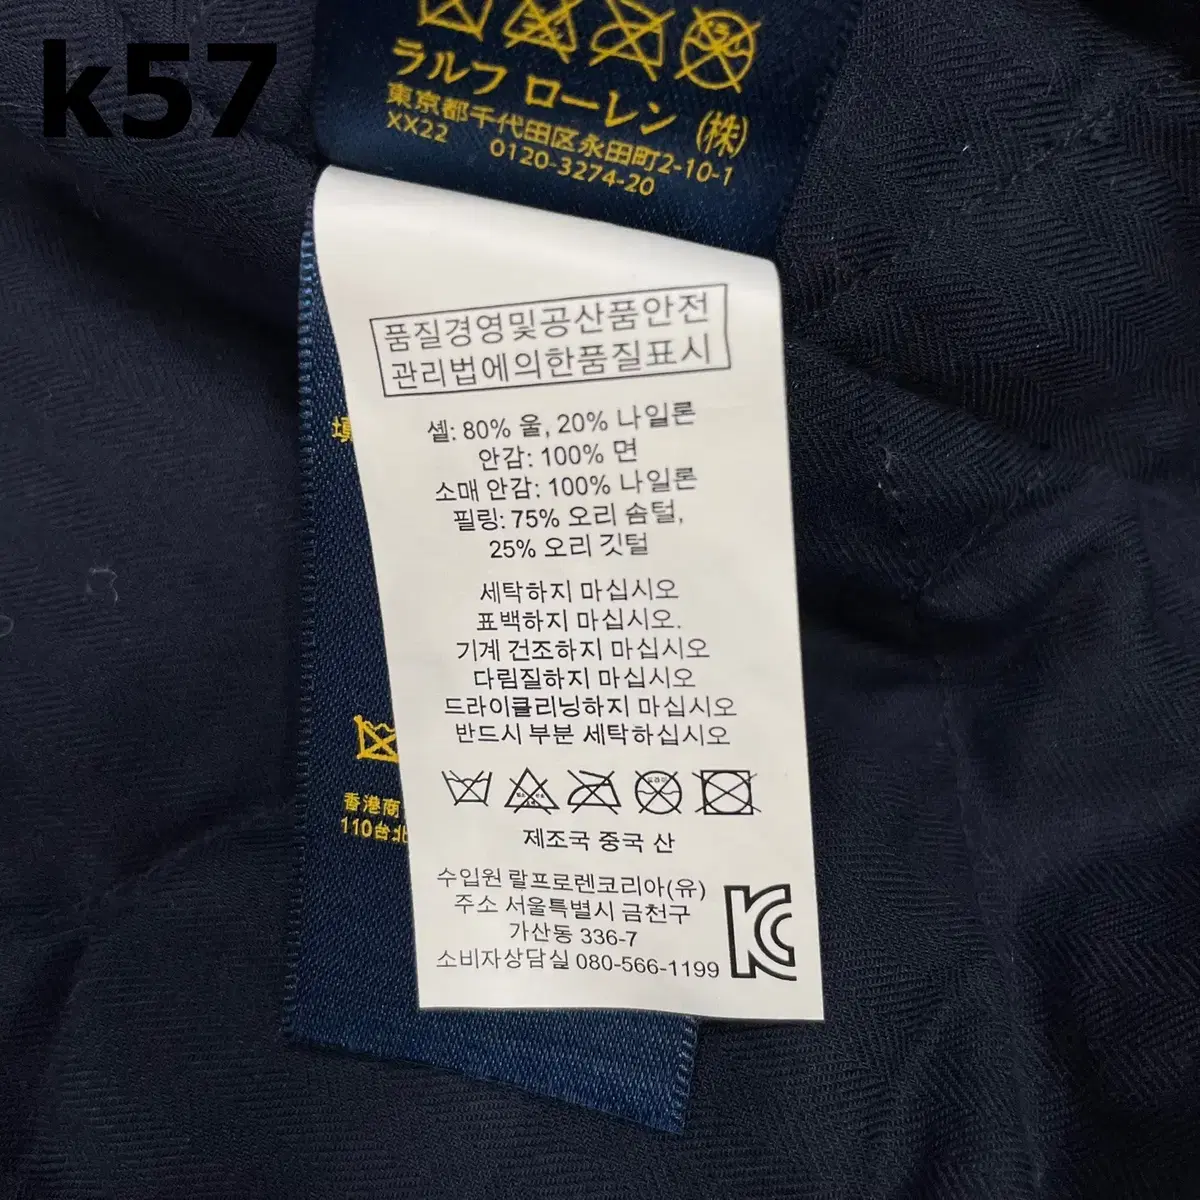 k57
ラルフ ローレン (株)
東京都千代田区永田町2-10-1
XX22 0120-3274-20
품질경영및공산품안전
관리법에의한품질표시
셸: 80% 울, 20% 나일론
안감: 100% 면
소매 안감: 100% 나일론
필링: 75% 오리 솜털,
25% 오리 깃털
세탁하지 마십시오
표백하지 마십시오.
기계 건조하지 마십시오
다림질하지 마십시오
드라이클리닝하지 마십시오
반드시 부분 세탁하십시오
제조국 중국 산
수입원 랄프로렌코리아(유)
주소 서울특별시 금천구
가산동 336-7
소비자상담실 080-566-1199
香港商
110台北